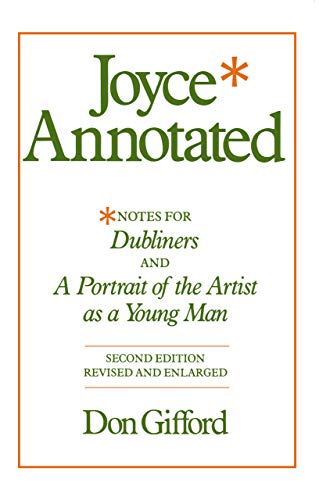 Joyce*
Annotated
*NOTES FOR
Dubliners
AND
A Portrait of the Artist
as a Young Man
SECOND EDITION
REVISED AND ENLARGED
Don Gifford